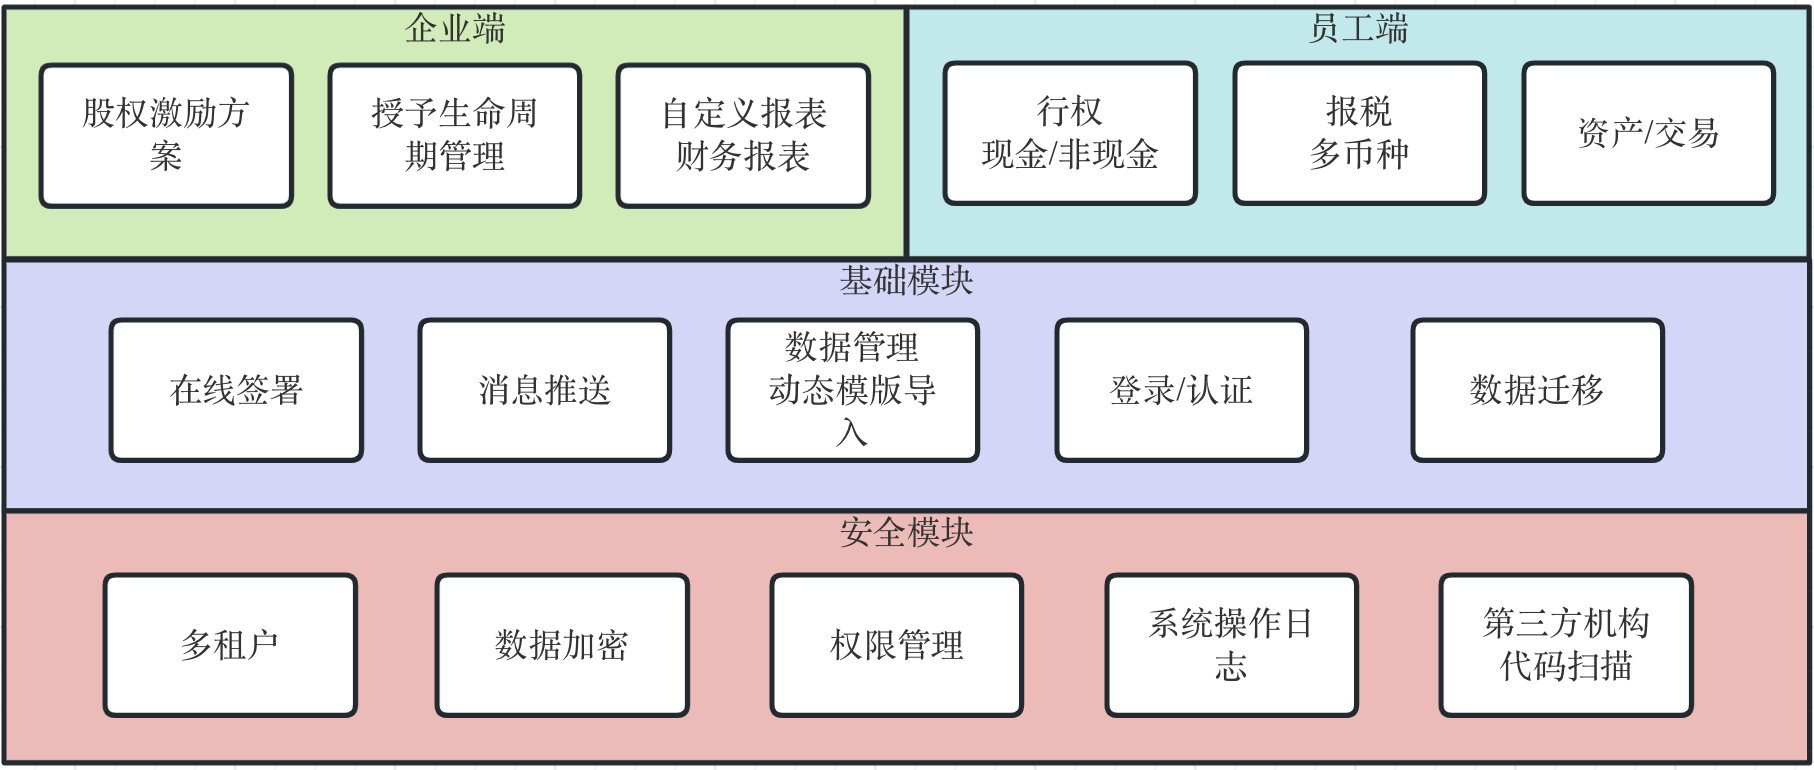 企业端
股权激励方
案
授予生命周
期管理
自定义报表
财务报表
员工端
行权
现金/非现金
报税
多币种
资产/交易
基础模块
在线签署
消息推送
数据管理
动态模版导
入
登录/认证
数据迁移
安全模块
多租户
数据加密
权限管理
系统操作日
志
第三方机构
代码扫描